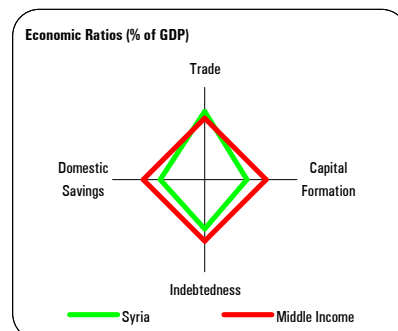 Economic Ratios (% of GDP)
Trade
Domestic
Savings
Capital
Formation
Indebtedness
Syria
Middle Income